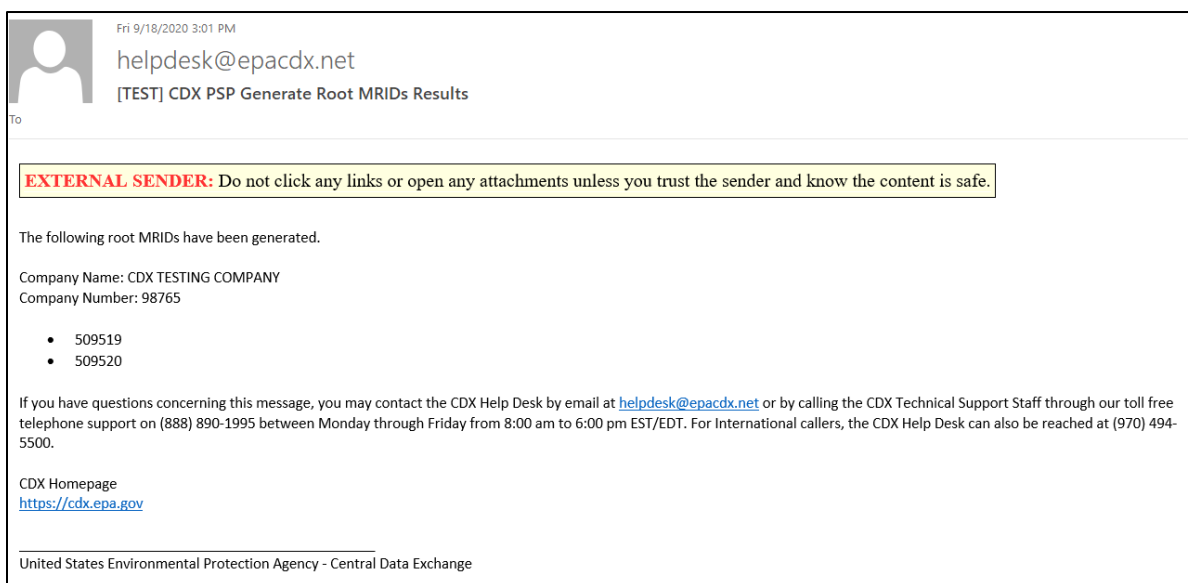 Fri 9/18/2020 3:01 PM
helpdesk@epacdx.net
[TEST] CDX PSP Generate Root MRIDs Results
To
EXTERNAL SENDER: Do not click any links or open any attachments unless you trust the sender and know the content is safe.
The following root MRIDs have been generated.
Company Name: CDX TESTING COMPANY
Company Number: 98765
• 509519
• 509520
If you have questions concerning this message, you may contact the CDX Help Desk by email at helpdesk@epacdx.net or by calling the CDX Technical Support Staff through our toll free
telephone support on (888) 890-1995 between Monday through Friday from 8:00 am to 6:00 pm EST/EDT. For International callers, the CDX Help Desk can also be reached at (970) 494-
5500.
CDX Homepage
https://cdx.epa.gov
United States Environmental Protection Agency - Central Data Exchange